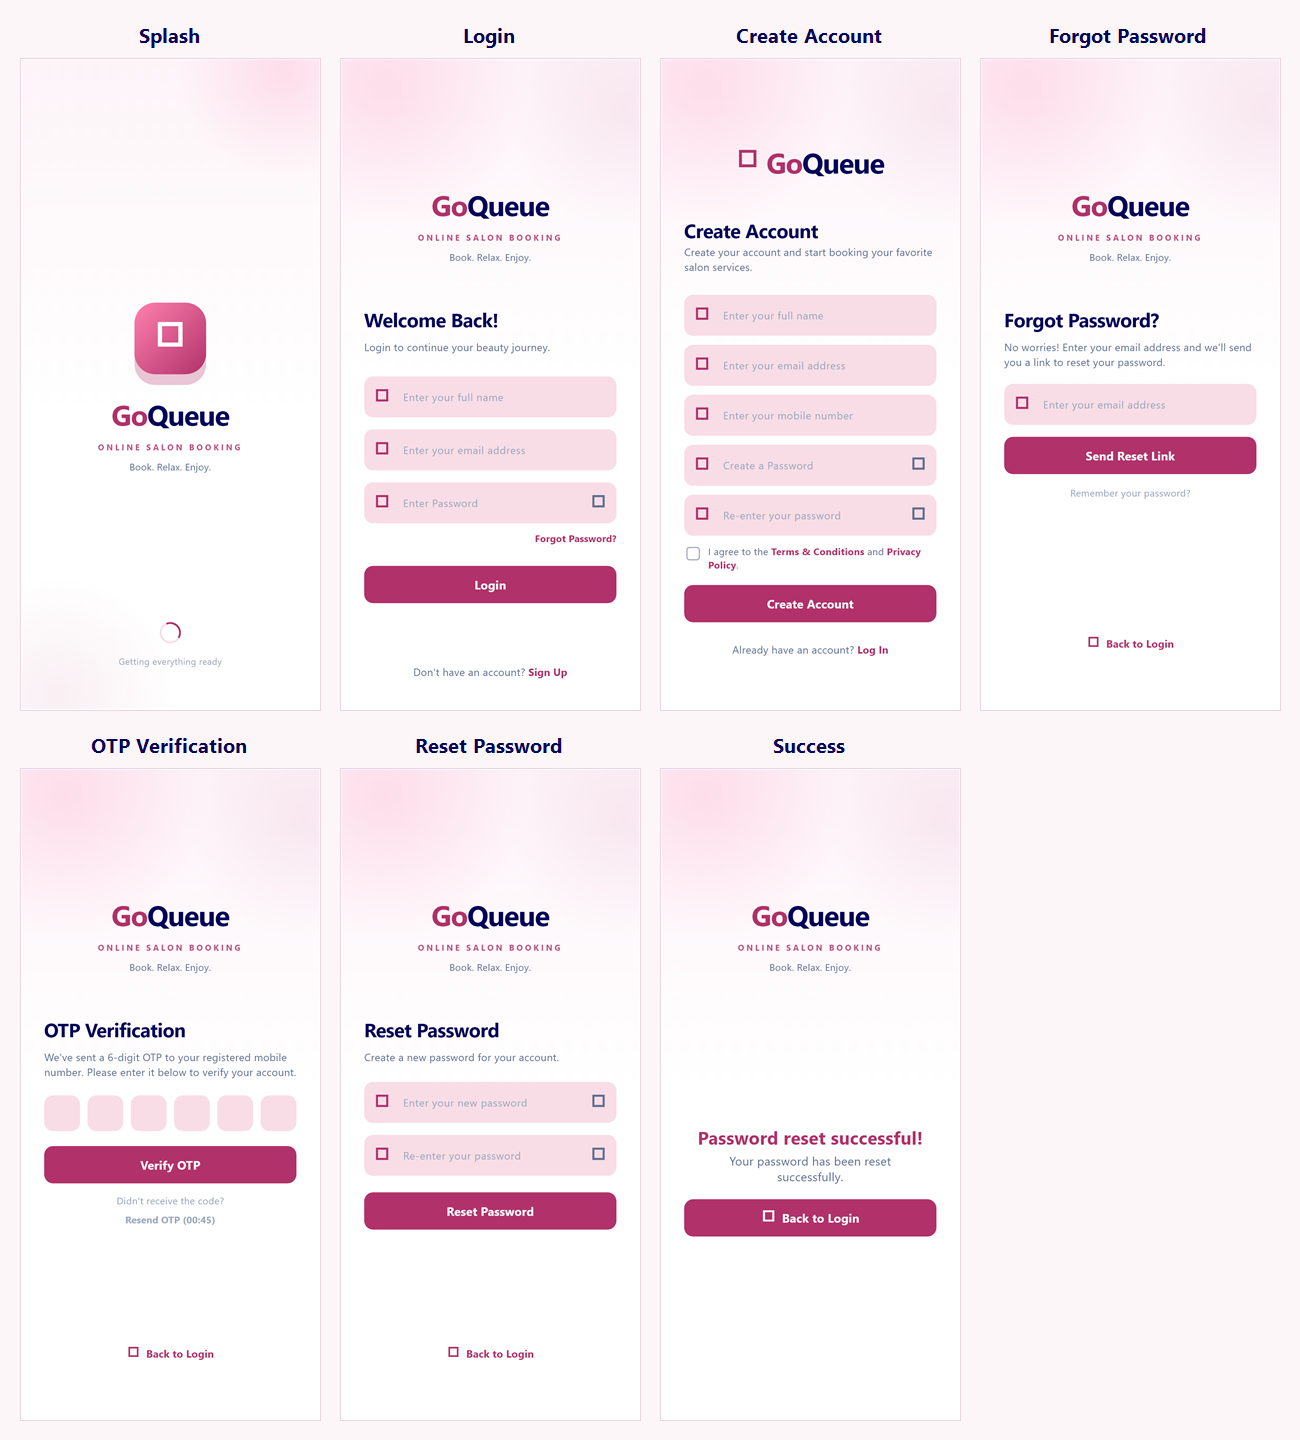 Splash
GoQueue
ONLINE SALON BOOKING
Book. Relax. Enjoy.
Getting everything ready
Login
GoQueue
ONLINE SALON BOOKING
Book. Relax. Enjoy.
Welcome Back!
Login to continue your beauty journey.
Enter your full name
Enter your email address
Enter Password
Forgot Password?
Login
Don't have an account? Sign Up
Create Account
GoQueue
Create Account
Create your account and start booking your favorite
salon services.
Enter your full name
Enter your email address
Enter your mobile number
Create a Password
Re-enter your password
I agree to the Terms & Conditions and Privacy
Policy.
Create Account
Already have an account? Log In
Forgot Password
GoQueue
ONLINE SALON BOOKING
Book. Relax. Enjoy.
Forgot Password?
No worries! Enter your email address and we'll send
you a link to reset your password.
Enter your email address
Send Reset Link
Remember your password?
Back to Login
OTP Verification
GoQueue
ONLINE SALON BOOKING
Book. Relax. Enjoy.
OTP Verification
We've sent a 6-digit OTP to your registered mobile
number. Please enter it below to verify your account.
Verify OTP
Didn't receive the code?
Resend OTP (00:45)
Back to Login
Reset Password
GoQueue
ONLINE SALON BOOKING
Book. Relax. Enjoy.
Reset Password
Create a new password for your account.
Enter your new password
Re-enter your password
Reset Password
Back to Login
Success
GoQueue
ONLINE SALON BOOKING
Book. Relax. Enjoy.
Password reset successful!
Your password has been reset
successfully.
Back to Login